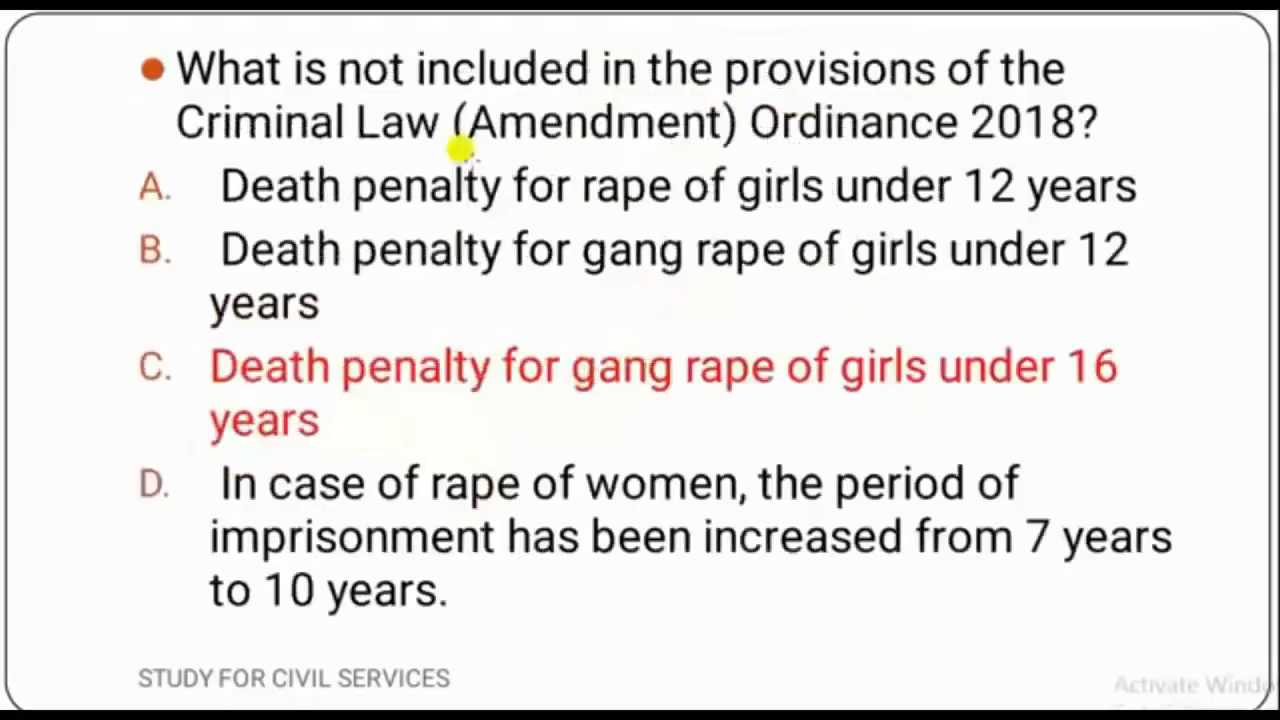 What is not included in the provisions of the
Criminal Law (Amendment) Ordinance 2018?
A. Death penalty for rape of girls under 12 years
B. Death penalty for gang rape of girls under 12
years
C. Death penalty for gang rape of girls under 16
years
D. In case of rape of women, the period of
imprisonment has been increased from 7 years
to 10 years.
STUDY FOR CIVIL SERVICES
Activate